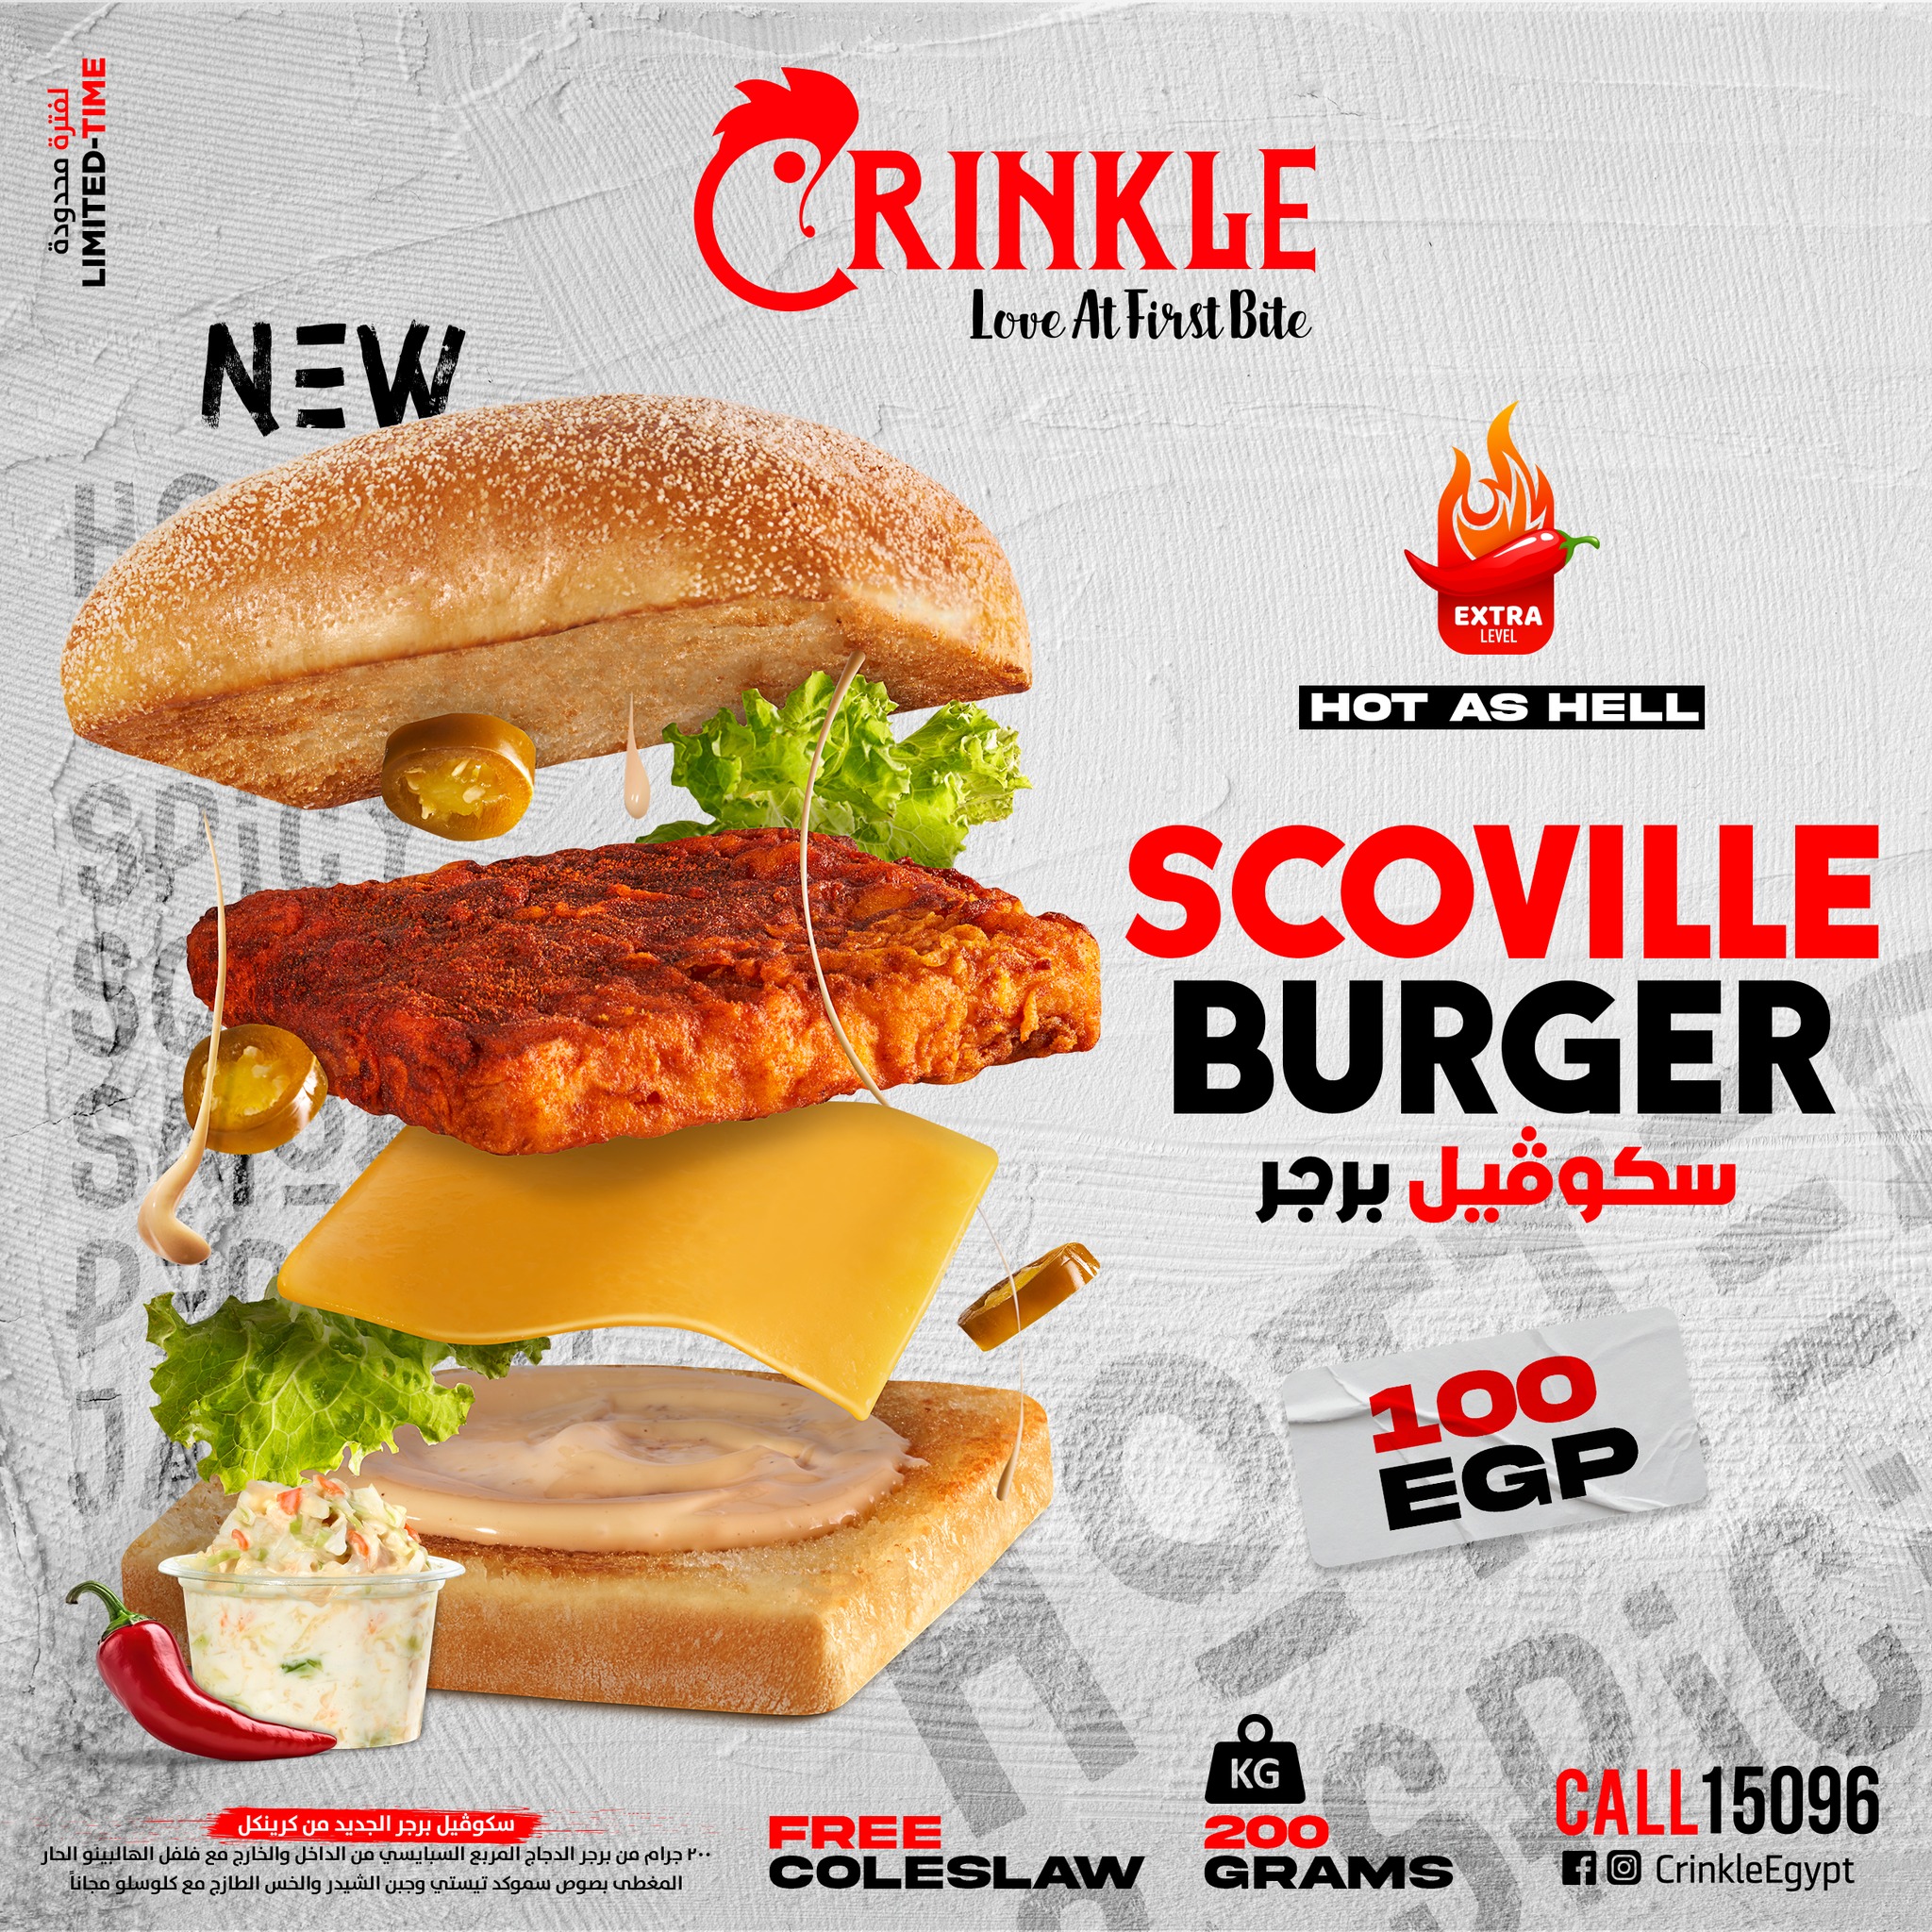 لفترة محدودة
LIMITED-TIME
CRINKLE
Love At First Bite
NEW
EXTRA
LEVEL
HOT AS HELL
SCOVILLE
BURGER
سكوڤيل برجر
100
EGP
SPICY
KG
سكوڤيل برجر الجديد من كرينكل
٢٠٠ جرام من برجر الدجاج المربع السبايسي من الداخل والخارج مع فلفل الهالبينو الحار
المغطى بصوص سموكد تيستي وجبن الشيدر والخس الطازج مع كلوسلو مجاناً
FREE
COLESLAW
200
GRAMS
CALL15096
CrinkleEgypt